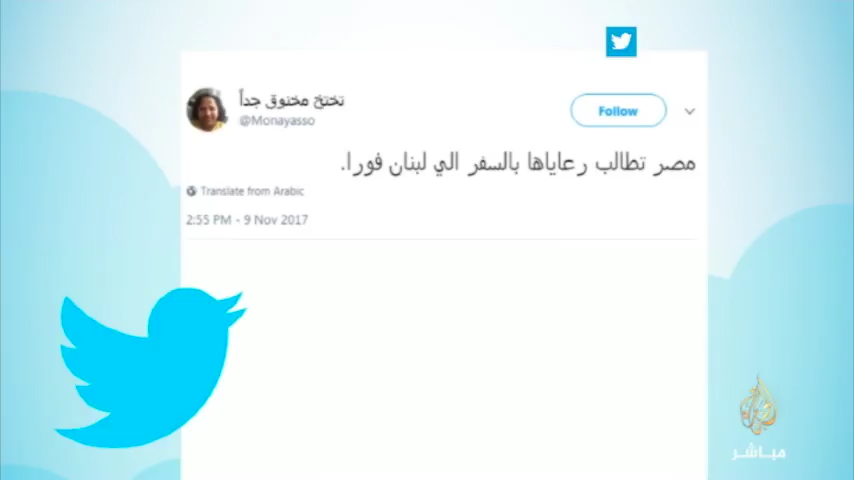 تختخ مخنوق جداً
@Monayasso
Follow
مصر تطالب رعاياها بالسفر الي لبنان فورا.
Translate from Arabic
2:55 PM - 9 Nov 2017
مباشر